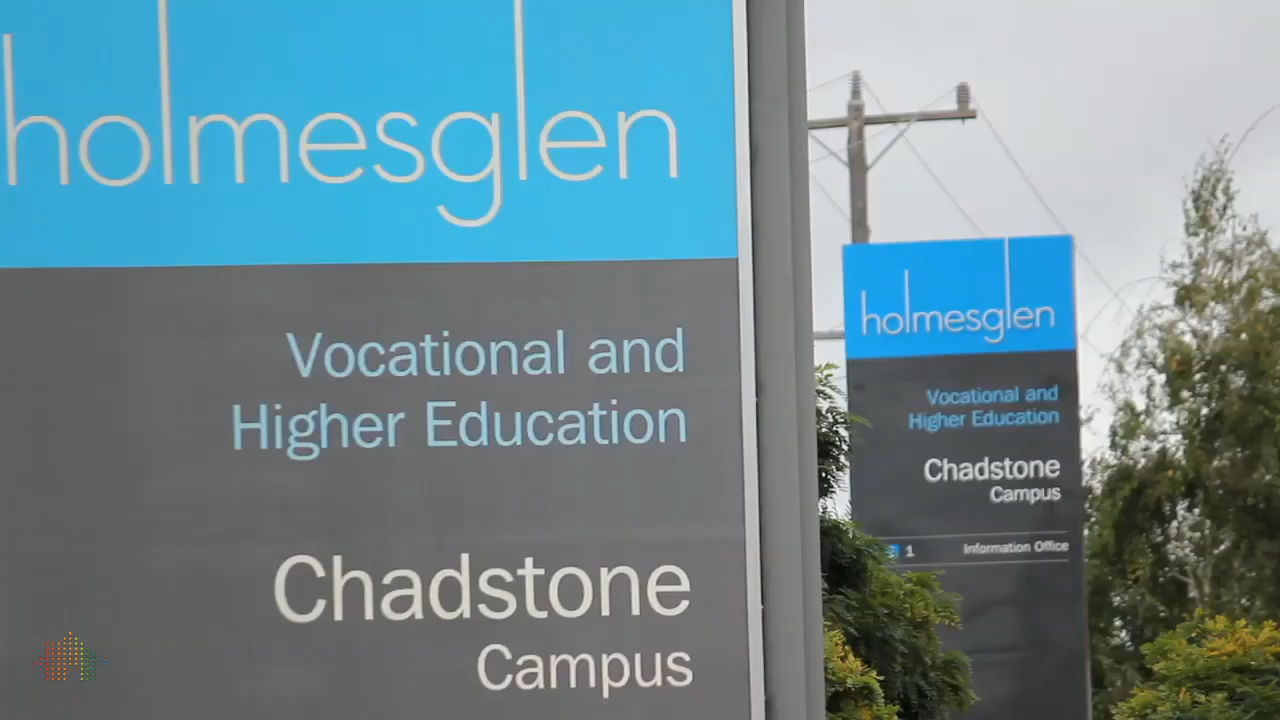 holmesglen
Vocational and
Higher Education
Chadstone
Campus
holmesglen
Vocational and
Higher Education
Chadstone
Campus
1 Information Office